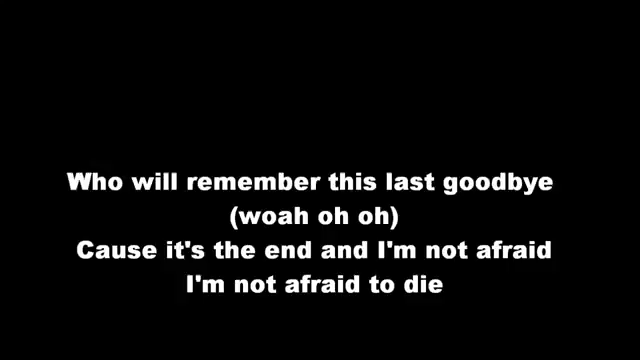 Who will remember this last goodbye
(woah oh oh)
Cause it's the end and I'm not afraid
I'm not afraid to die